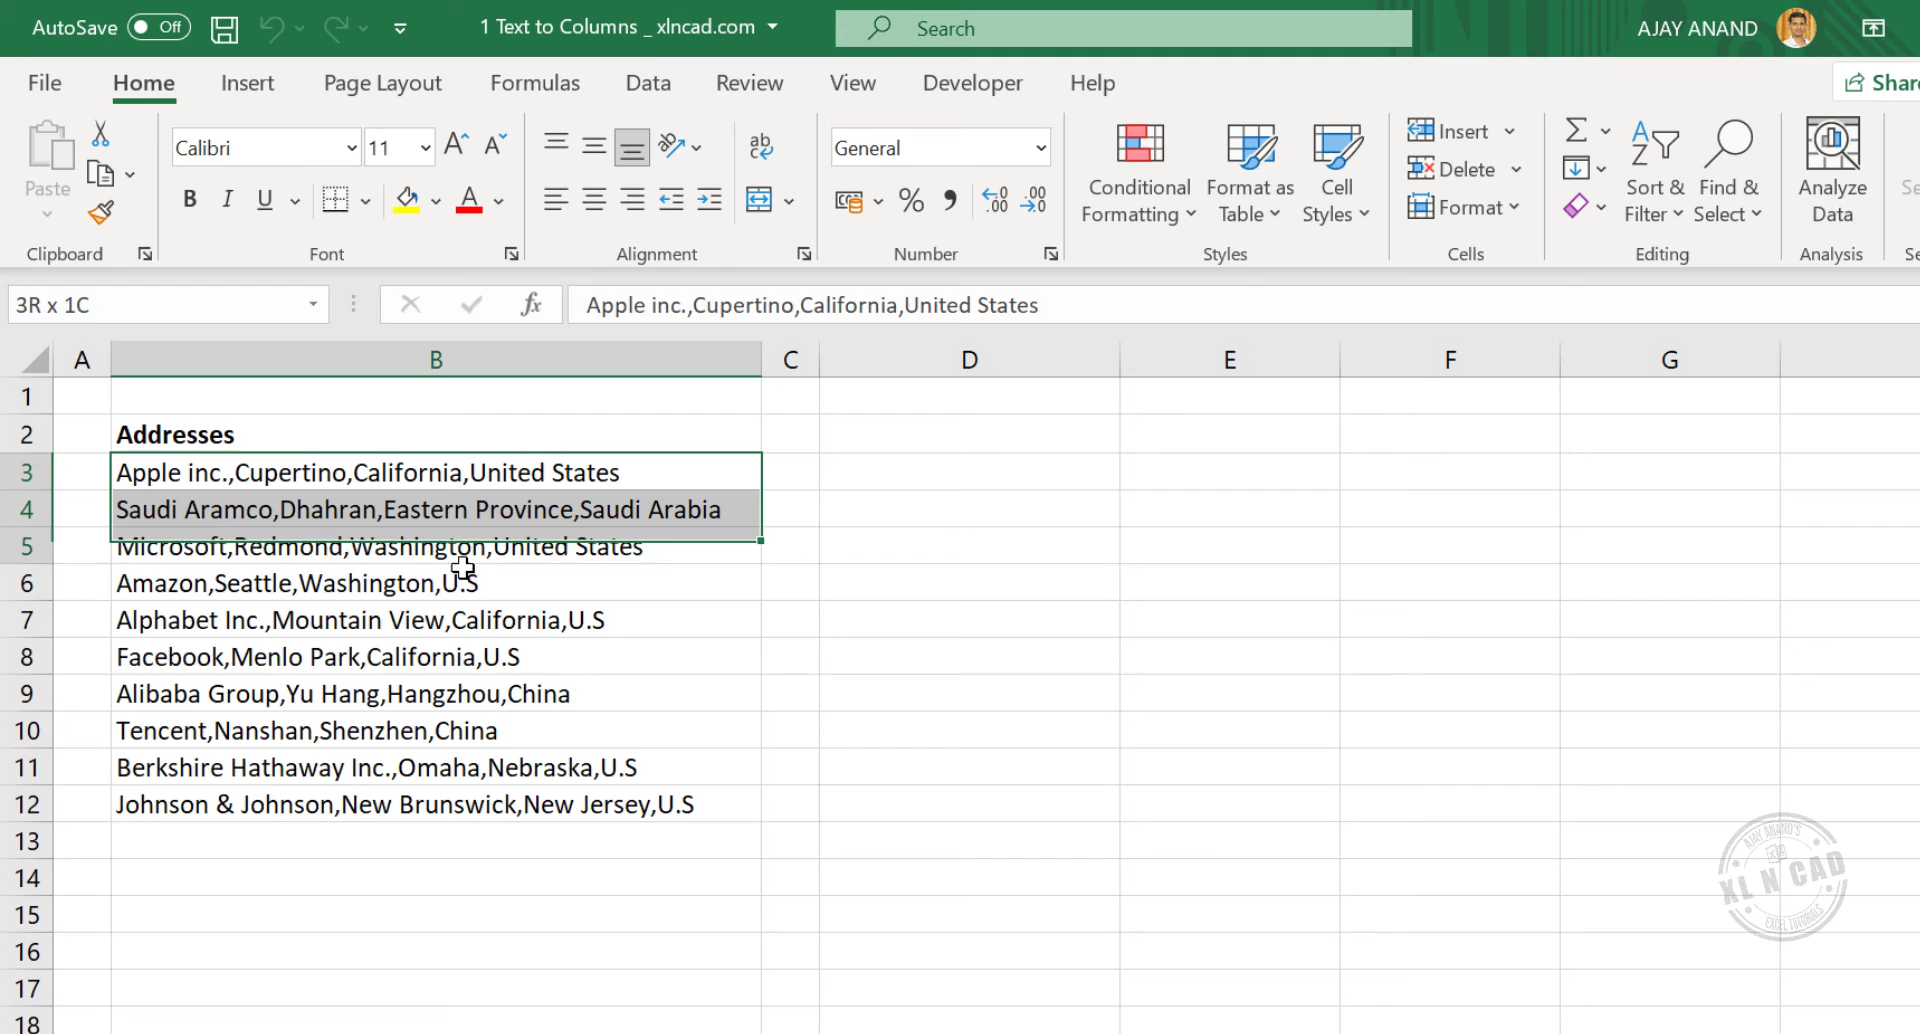 AutoSave Off 1 Text to Columns _ xlncad.com Search AJAY ANAND
File Home Insert Page Layout Formulas Data Review View Developer Help Share
Paste
Clipboard
Calibri 11
B I U A
Font
ab
Alignment
General
% 
Number
Conditional Formatting
Format as Table
Cell Styles
Styles
Insert
Delete
Format
Cells
Sort & Filter
Find & Select
Editing
Analyze Data
Analysis
3R x 1C fx Apple inc.,Cupertino,California,United States
A B C D E F G
1
2 Addresses
3 Apple inc.,Cupertino,California,United States
4 Saudi Aramco,Dhahran,Eastern Province,Saudi Arabia
5 Microsoft,Redmond,Washington,United States
6 Amazon,Seattle,Washington,U.S
7 Alphabet Inc.,Mountain View,California,U.S
8 Facebook,Menlo Park,California,U.S
9 Alibaba Group,Yu Hang,Hangzhou,China
10 Tencent,Nanshan,Shenzhen,China
11 Berkshire Hathaway Inc.,Omaha,Nebraska,U.S
12 Johnson & Johnson,New Brunswick,New Jersey,U.S
13
14
15
16
17
18
AJAY ANAND'S
XL N CAD
EXCEL TUTORIALS